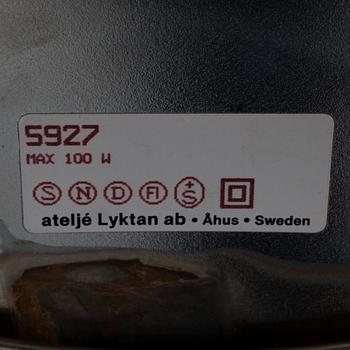 5927
MAX 100 W
S N D FI +S
ateljé Lyktan ab • Åhus • Sweden